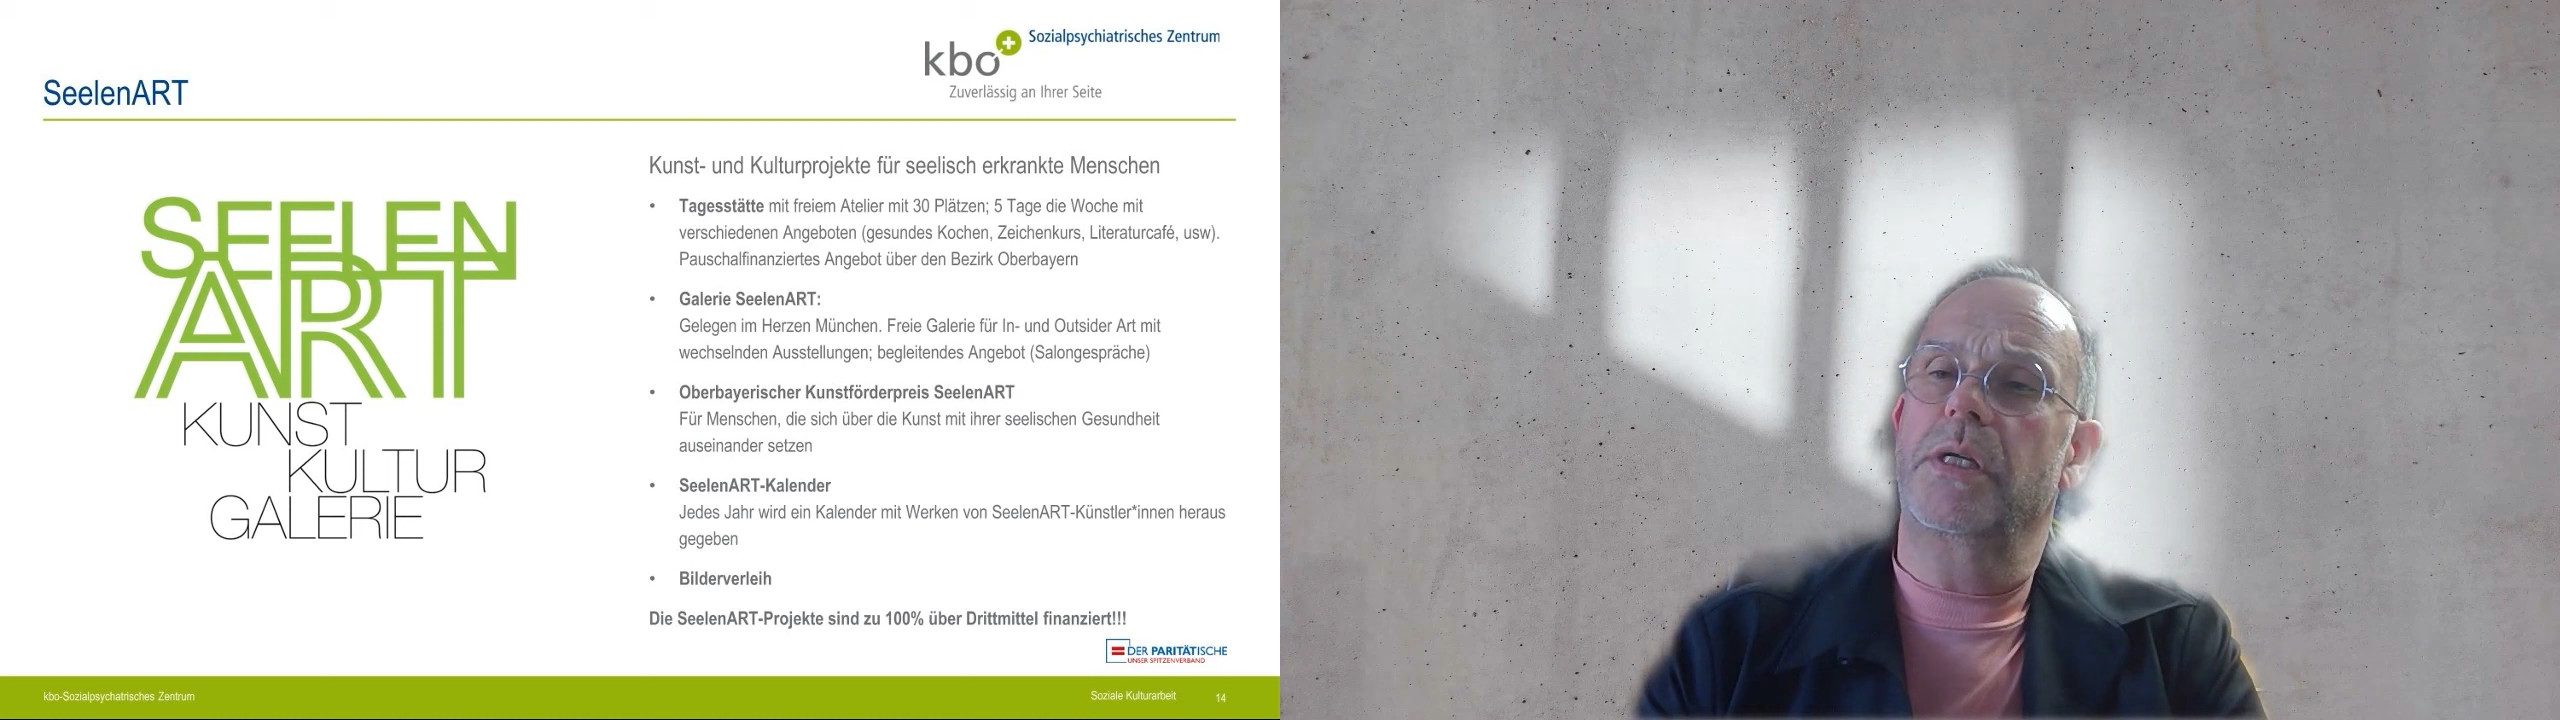 kbo
Sozialpsychiatrisches Zentrum
Zuverlässig an Ihrer Seite
SeelenART
SEELEN
ART
KUNST
KULTUR
GALERIE
Kunst- und Kulturprojekte für seelisch erkrankte Menschen
• Tagesstätte mit freiem Atelier mit 30 Plätzen; 5 Tage die Woche mit
verschiedenen Angeboten (gesundes Kochen, Zeichenkurs, Literaturcafé, usw).
Pauschalfinanziertes Angebot über den Bezirk Oberbayern
• Galerie SeelenART:
Gelegen im Herzen München. Freie Galerie für In- und Outsider Art mit
wechselnden Ausstellungen; begleitendes Angebot (Salongespräche)
• Oberbayerischer Kunstförderpreis SeelenART
Für Menschen, die sich über die Kunst mit ihrer seelischen Gesundheit
auseinander setzen
• SeelenART-Kalender
Jedes Jahr wird ein Kalender mit Werken von SeelenART-Künstler*innen heraus
gegeben
• Bilderverleih
Die SeelenART-Projekte sind zu 100% über Drittmittel finanziert!!!
DER PARITÄTISCHE
UNSER SPITZENVERBAND
kbo-Sozialpsychatrisches Zentrum
Soziale Kulturarbeit
14